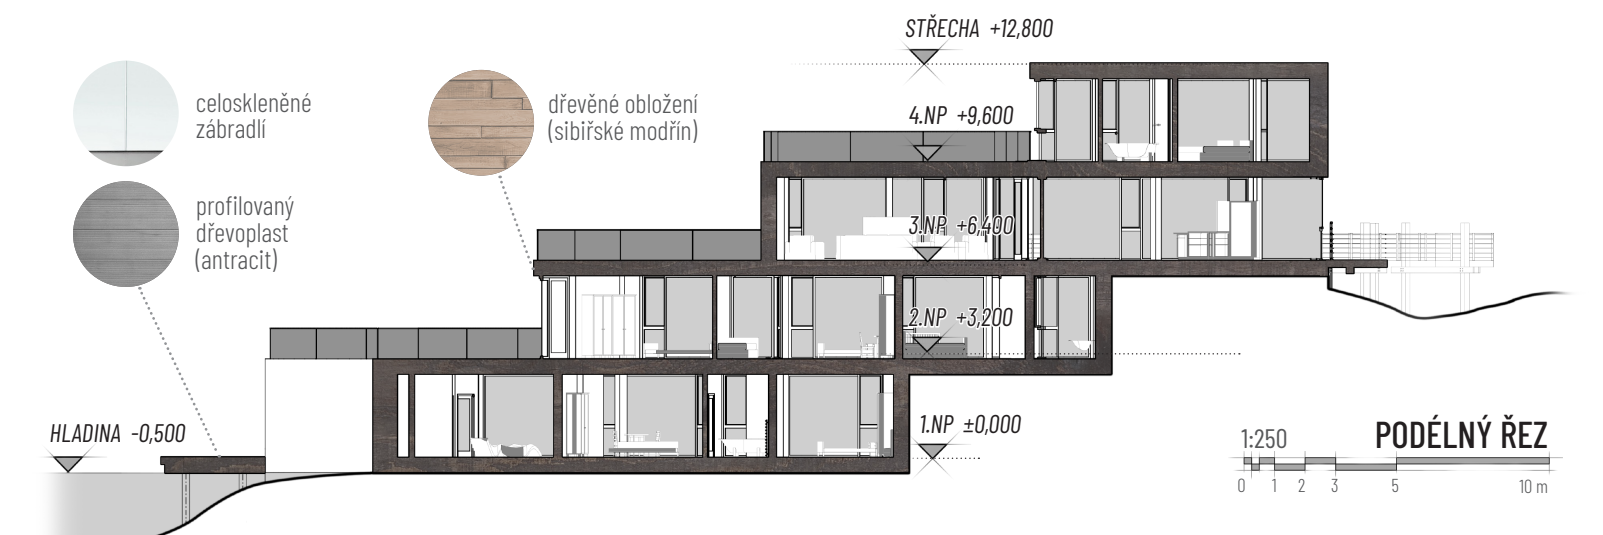 STŘECHA +12,800
celoskleněné
zábradlí
dřevěné obložení
(sibiřské modřín)
4.NP +9,600
profilovaný
dřevoplast
(antracit)
3.NP +6,400
2.NP +3,200
HLADINA -0,500
1.NP ±0,000
1:250
PODÉLNÝ ŘEZ
0 1 2 3 5 10 m